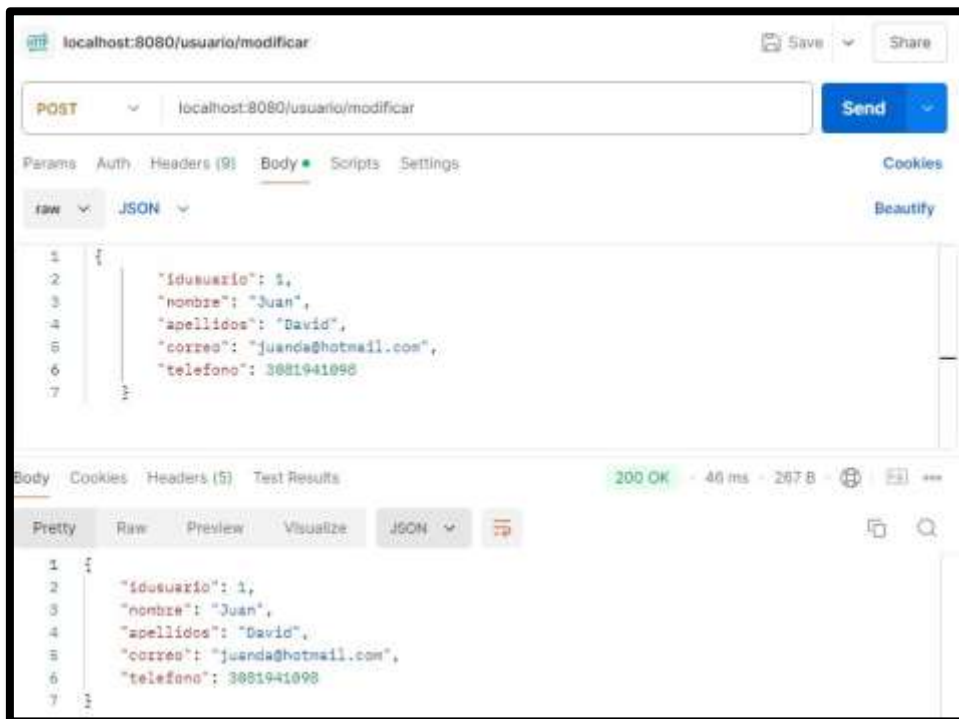 localhost:8080/usuario/modificar Save Share
POST localhost:8080/usuario/modificar Send
Params Auth Headers (9) Body Scripts Settings Cookies
raw JSON Beautify
1 {
2 "idusuario": 1,
3 "nombre": "Juan",
4 "apellidos": "David",
5 "correo": "juanda@hotmail.com",
6 "telefono": 3081941098
7 }
Body Cookies Headers (5) Test Results 200 OK 46 ms 267 B
Pretty Raw Preview Visualize JSON
1 {
2 "idusuario": 1,
3 "nombre": "Juan",
4 "apellidos": "David",
5 "correo": "juanda@hotmail.com",
6 "telefono": 3081941098
7 }